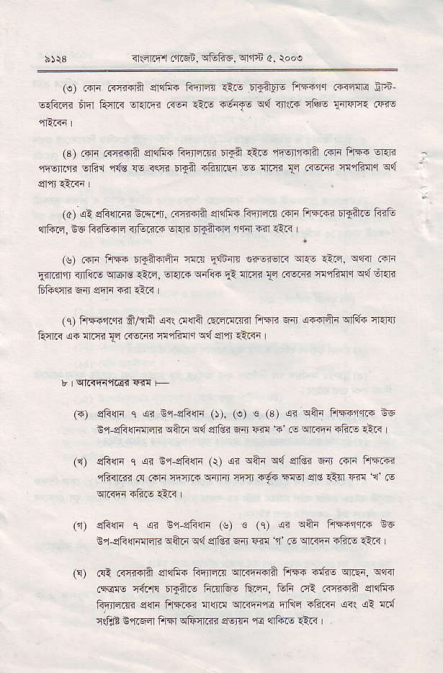 ৯১২৪ বাংলাদেশ গেজেট, অতিরিক্ত, আগস্ট ৫, ২০০৩
(৩) কোন বেসরকারী প্রাথমিক বিদ্যালয় হইতে চাকুরীচ্যুত শিক্ষকগণ কেবলমাত্র ট্রাস্ট-
তহবিলের চাঁদা হিসাবে তাহাদের বেতন হইতে কর্তনকৃত অর্থ ব্যাংকে সঞ্চিত মুনাফাসহ ফেরত
পাইবেন।
(৪) কোন বেসরকারী প্রাথমিক বিদ্যালয়ের চাকুরী হইতে পদত্যাগকারী কোন শিক্ষক তাহার
পদত্যাগের তারিখ পর্যন্ত যত বৎসর চাকুরী করিয়াছেন তত মাসের মূল বেতনের সমপরিমাণ অর্থ
প্রাপ্য হইবেন।
(৫) এই প্রবিধানের উদ্দেশ্যে, বেসরকারী প্রাথমিক বিদ্যালয়ে কোন শিক্ষকের চাকুরীতে বিরতি
থাকিলে, উক্ত বিরতিকাল ব্যতিরেকে তাহার চাকুরীকাল গণনা করা হইবে।
(৬) কোন শিক্ষক চাকুরীকালীন সময়ে দুর্ঘটনায় গুরুতরভাবে আহত হইলে, অথবা কোন
দুরারোগ্য ব্যাধিতে আক্রান্ত হইলে, তাহাকে অনধিক দুই মাসের মূল বেতনের সমপরিমাণ অর্থ তাঁহার
চিকিৎসার জন্য প্রদান করা হইবে।
(৭) শিক্ষকগণের স্ত্রী/স্বামী এবং মেধাবী ছেলেমেয়েরা শিক্ষার জন্য এককালীন আর্থিক সাহায্য
হিসাবে এক মাসের মূল বেতনের সমপরিমাণ অর্থ প্রাপ্য হইবেন।
৮। আবেদনপত্রের ফরম।—
(ক) প্রবিধান ৭ এর উপ-প্রবিধান (১), (৩) ও (৪) এর অধীন শিক্ষকগণকে উক্ত
উপ-প্রবিধানমালার অধীনে অর্থ প্রাপ্তির জন্য ফরম ‘ক’ তে আবেদন করিতে হইবে।
(খ) প্রবিধান ৭ এর উপ-প্রবিধান (২) এর অধীন অর্থ প্রাপ্তির জন্য কোন শিক্ষকের
পরিবারের যে কোন সদস্যকে অন্যান্য সদস্য কর্তৃক ক্ষমতা প্রাপ্ত হইয়া ফরম ‘খ’ তে
আবেদন করিতে হইবে।
(গ) প্রবিধান ৭ এর উপ-প্রবিধান (৬) ও (৭) এর অধীন শিক্ষকগণকে উক্ত
উপ-প্রবিধানমালার অধীনে অর্থ প্রাপ্তির জন্য ফরম ‘গ’ তে আবেদন করিতে হইবে।
(ঘ) যেই বেসরকারী প্রাথমিক বিদ্যালয়ে আবেদনকারী শিক্ষক কর্মরত আছেন, অথবা
ক্ষেত্রমত সর্বশেষ চাকুরীতে নিয়োজিত ছিলেন, তিনি সেই বেসরকারী প্রাথমিক
বিদ্যালয়ের প্রধান শিক্ষকের মাধ্যমে আবেদনপত্র দাখিল করিবেন এবং এই মর্মে
সংশ্লিষ্ট উপজেলা শিক্ষা অফিসারের প্রত্যয়ন পত্র থাকিতে হইবে।